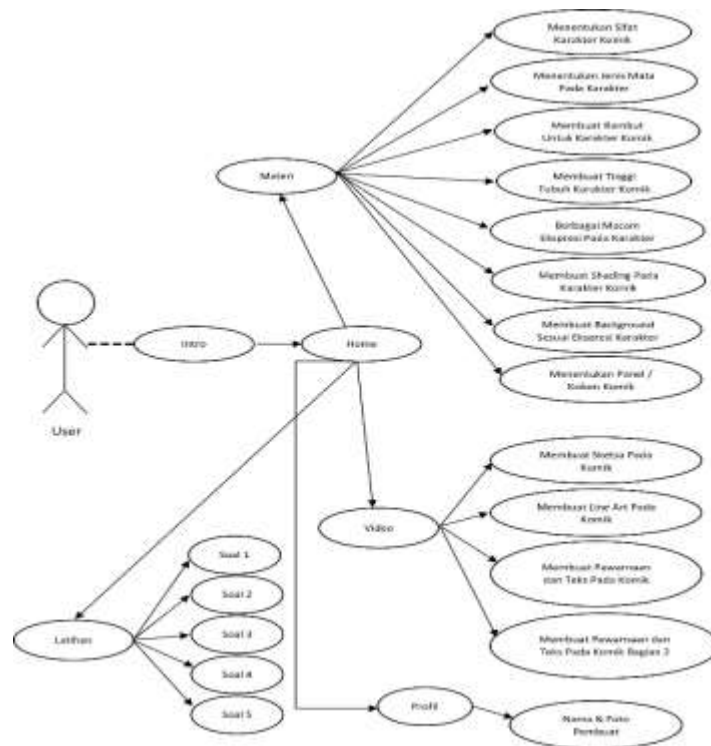 Menentukan Sifat
Karakter Komik
Menentukan Jenis Mata
Pada Karakter
Membuat Rambut
Untuk Karakter Komik
Materi
Membuat Tinggi
Tubuh Karakter Komik
Berbagai Macam
Ekspresi Pada Karakter
Membuat Shading Pada
Karakter Komik
Membuat Background
Sesuai Ekspresi Karakter
Menentukan Panel /
Kolom Komik
Intro
Home
User
Membuat Sketsa Pada
Komik
Membuat Line Art Pada
Komik
Video
Membuat Pewarnaan
dan Teks Pada Komik
Membuat Pewarnaan dan
Teks Pada Komik Bagian 2
Soal 1
Soal 2
Soal 3
Soal 4
Soal 5
Latihan
Profil
Nama & Foto
Pembuat